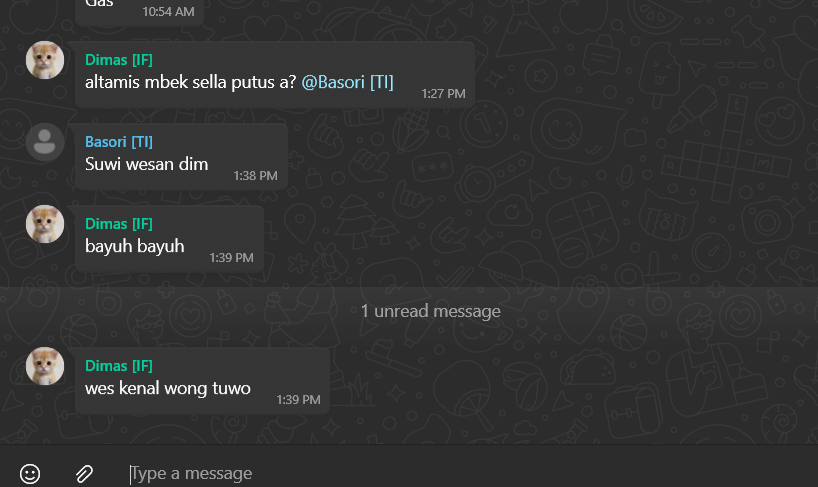 Gas
10:54 AM
Dimas [IF]
altamis mbek sella putus a? @Basori [TI]
1:27 PM
Basori [TI]
Suwi wesan dim
1:38 PM
Dimas [IF]
bayuh bayuh
1:39 PM
1 unread message
Dimas [IF]
wes kenal wong tuwo
1:39 PM
Type a message